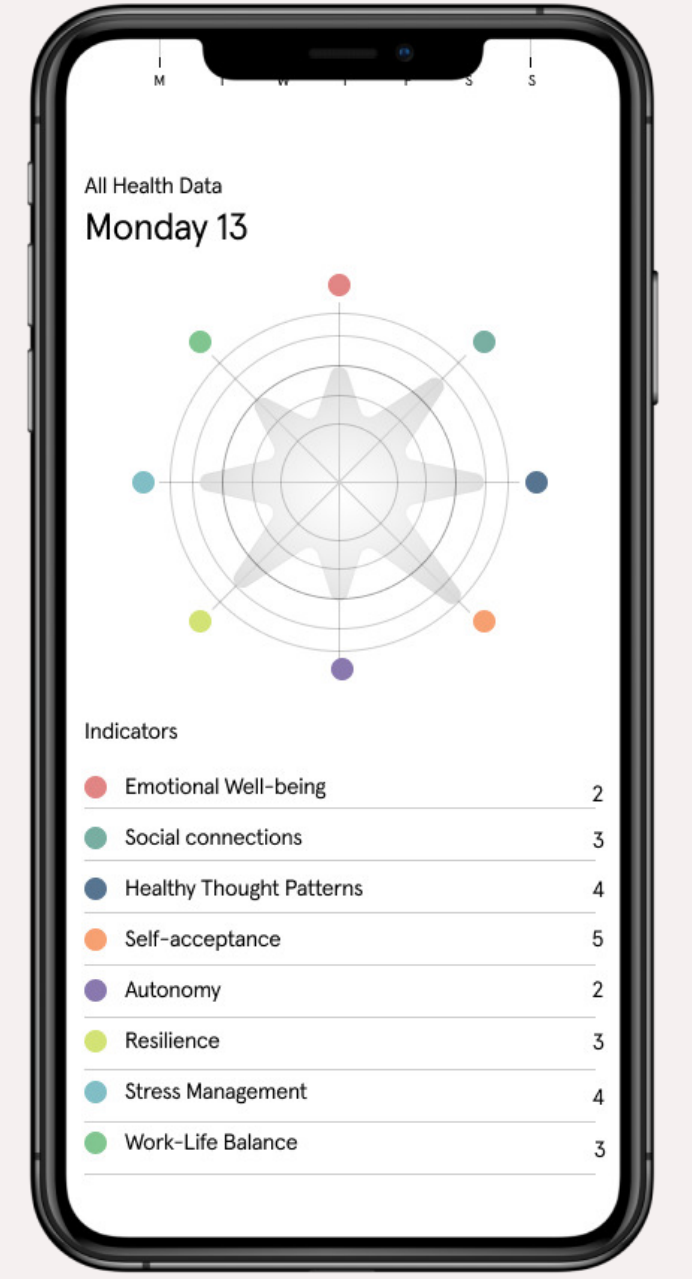 M T W T F S S
All Health Data
Monday 13
Indicators
Emotional Well-being 2
Social connections 3
Healthy Thought Patterns 4
Self-acceptance 5
Autonomy 2
Resilience 3
Stress Management 4
Work-Life Balance 3